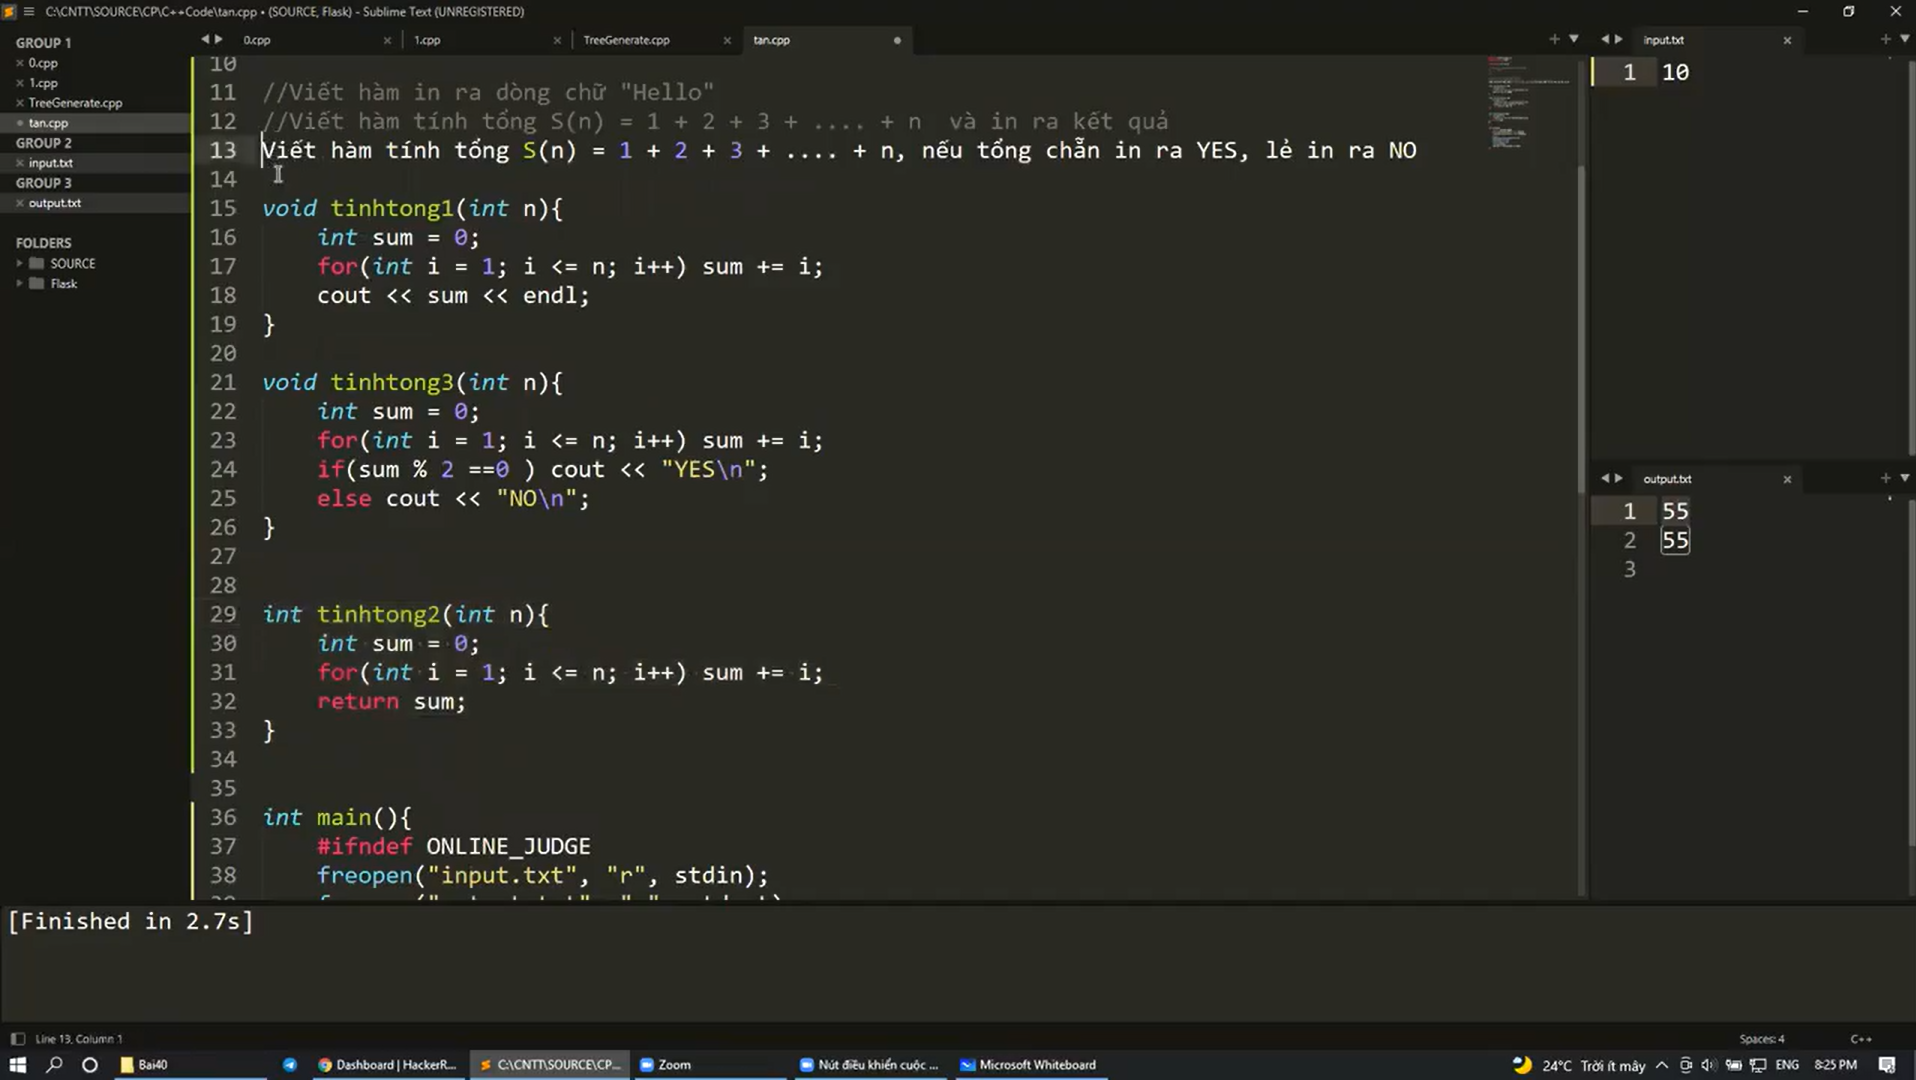 C:\CNTT\SOURCE\CP\C++Code\tan.cpp • (SOURCE, Flask) - Sublime Text (UNREGISTERED)
GROUP 1
0.cpp
1.cpp
TreeGenerate.cpp
tan.cpp
GROUP 2
input.txt
GROUP 3
output.txt
FOLDERS
SOURCE
Flask
0.cpp
1.cpp
TreeGenerate.cpp
tan.cpp
10
11 //Viết hàm in ra dòng chữ "Hello"
12 //Viết hàm tính tổng S(n) = 1 + 2 + 3 + .... + n  và in ra kết quả
13 Viết hàm tính tổng S(n) = 1 + 2 + 3 + .... + n, nếu tổng chẵn in ra YES, lẻ in ra NO
14
15 void tinhtong1(int n){
16     int sum = 0;
17     for(int i = 1; i <= n; i++) sum += i;
18     cout << sum << endl;
19 }
20
21 void tinhtong3(int n){
22     int sum = 0;
23     for(int i = 1; i <= n; i++) sum += i;
24     if(sum % 2 ==0 ) cout << "YES\n";
25     else cout << "NO\n";
26 }
27
28
29 int tinhtong2(int n){
30     int sum = 0;
31     for(int i = 1; i <= n; i++) sum += i;
32     return sum;
33 }
34
35
36 int main(){
37     #ifndef ONLINE_JUDGE
38     freopen("input.txt", "r", stdin);
input.txt
1 10
output.txt
1 55
2 55
3
[Finished in 2.7s]
Line 13, Column 1
Spaces: 4
C++
Bai40
Dashboard | HackerR...
C:\CNTT\SOURCE\CP...
Zoom
Nút điều khiển cuộc ...
Microsoft Whiteboard
24°C Trời ít mây
ENG
8:25 PM